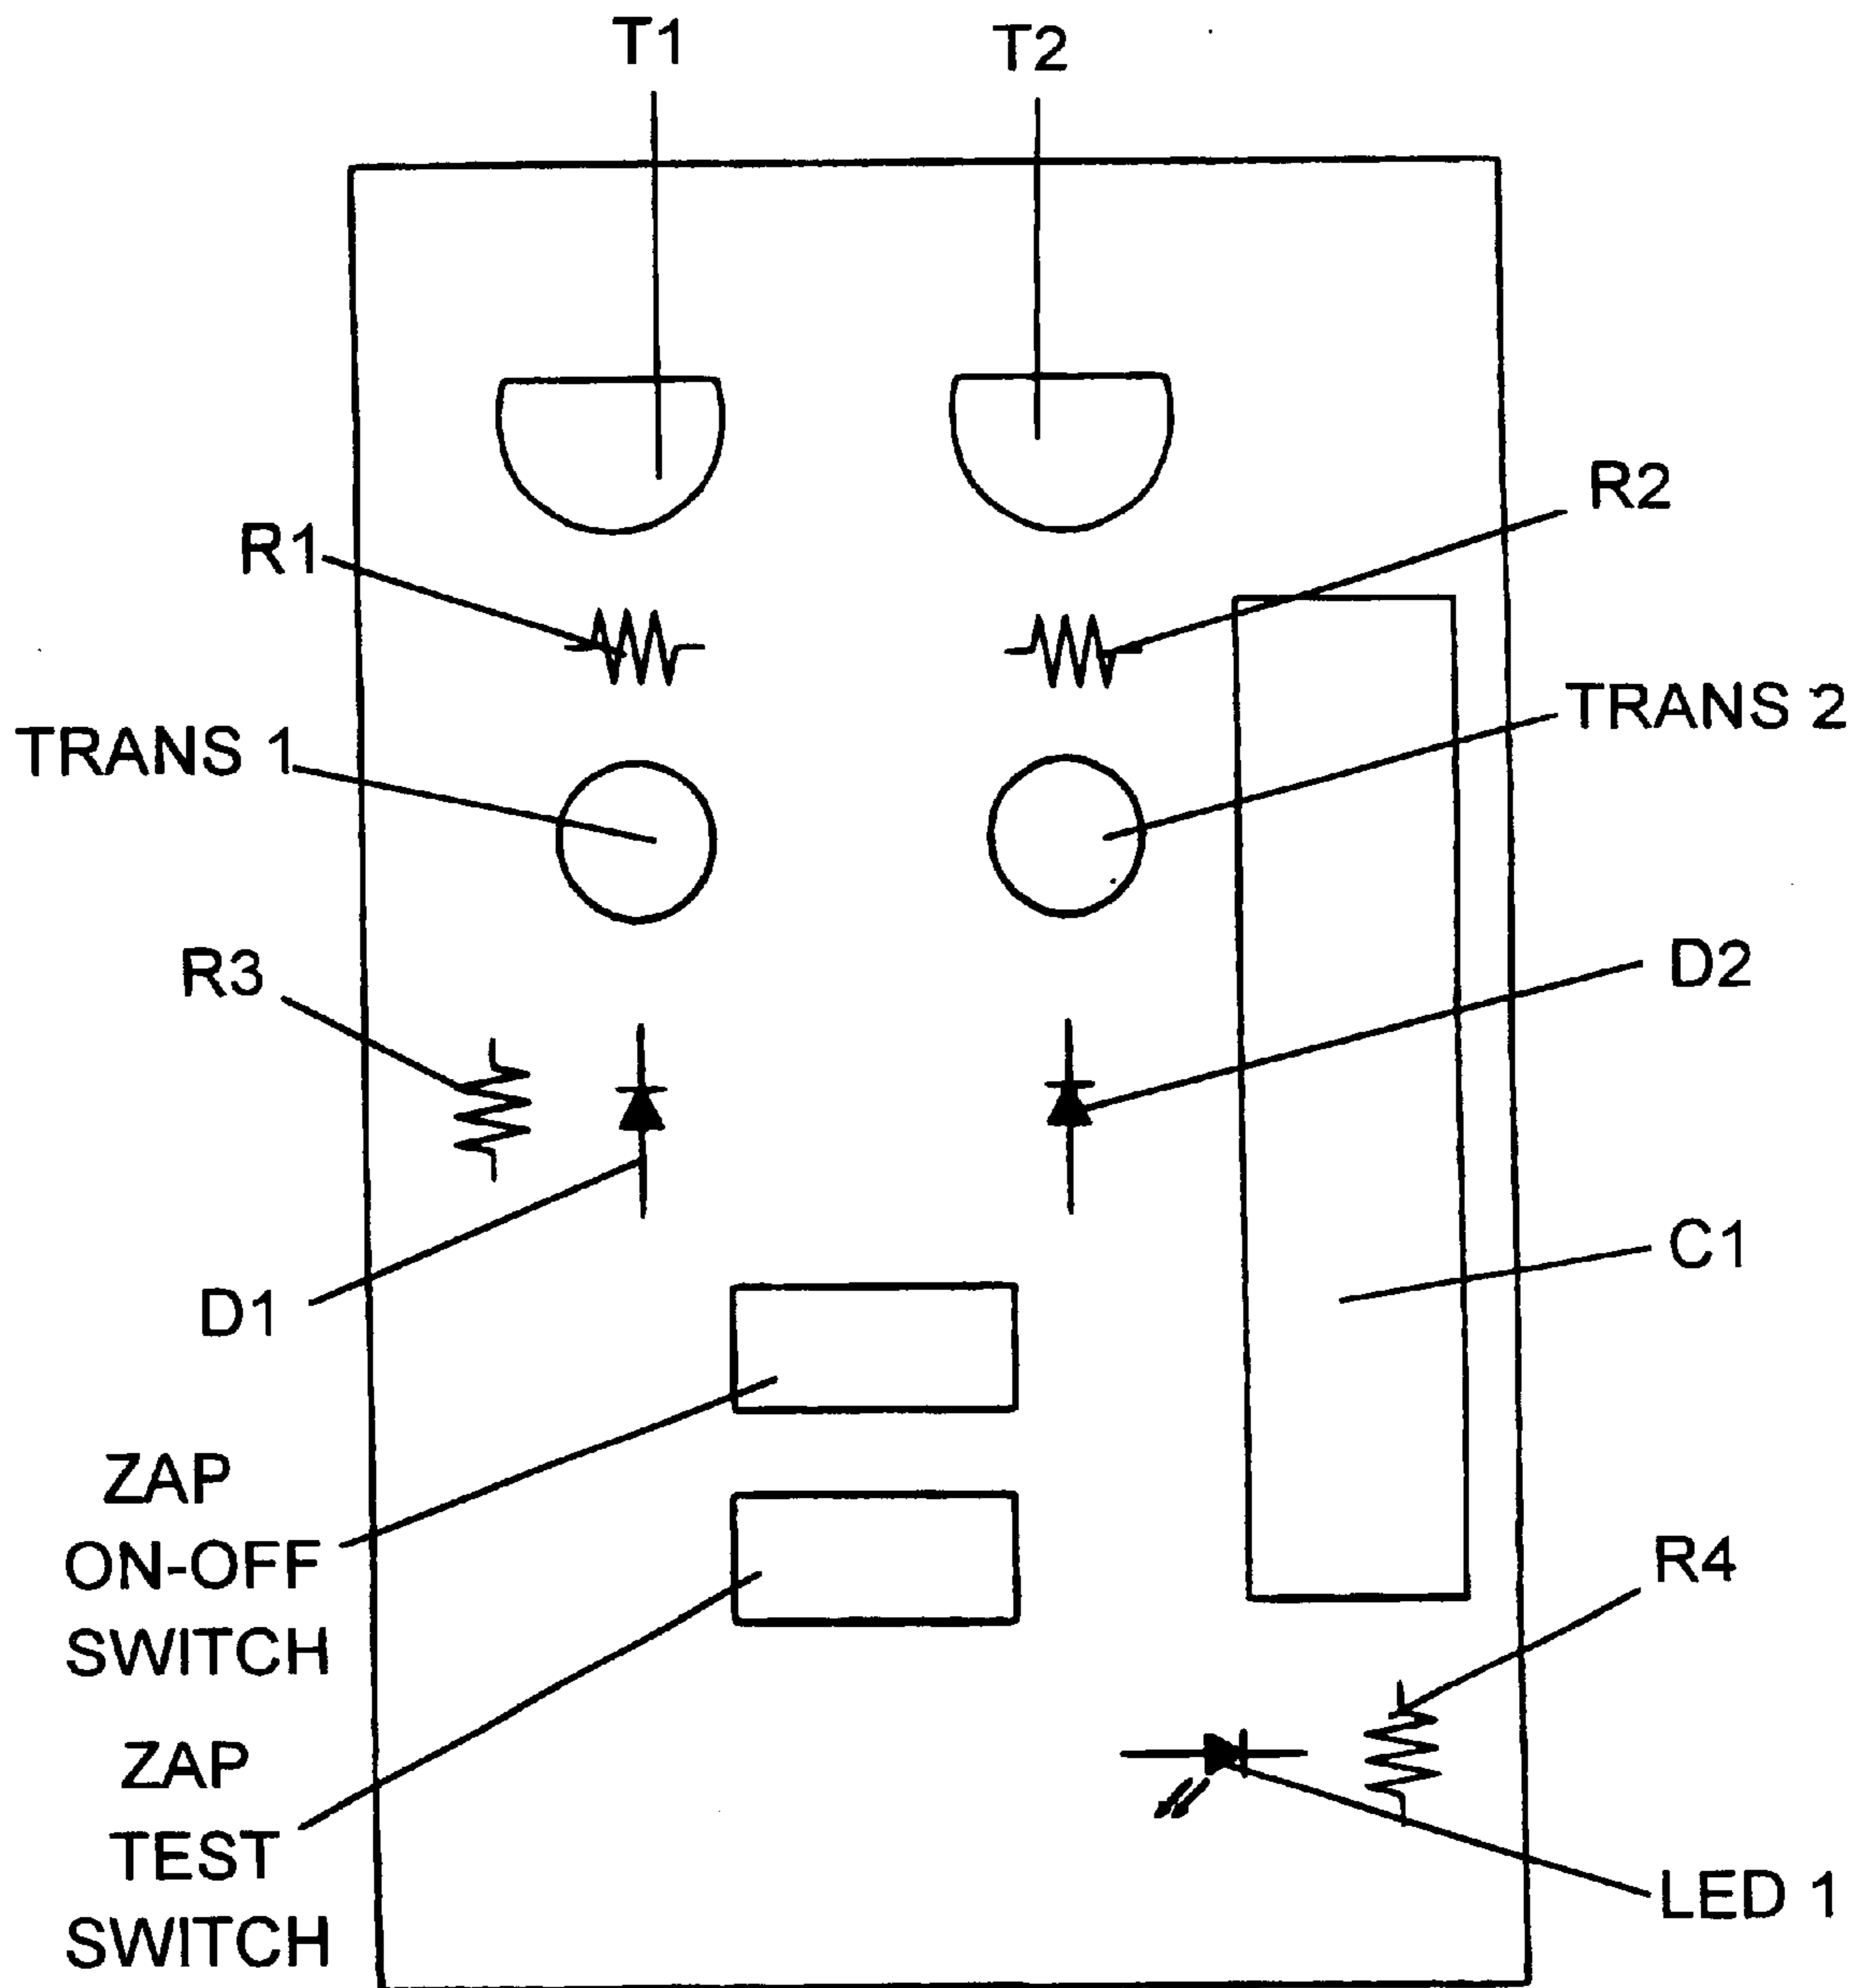 T1
T2
R1
R2
TRANS 1
TRANS 2
R3
D2
D1
C1
ZAP
ON-OFF
SWITCH
R4
ZAP
TEST
SWITCH
LED 1